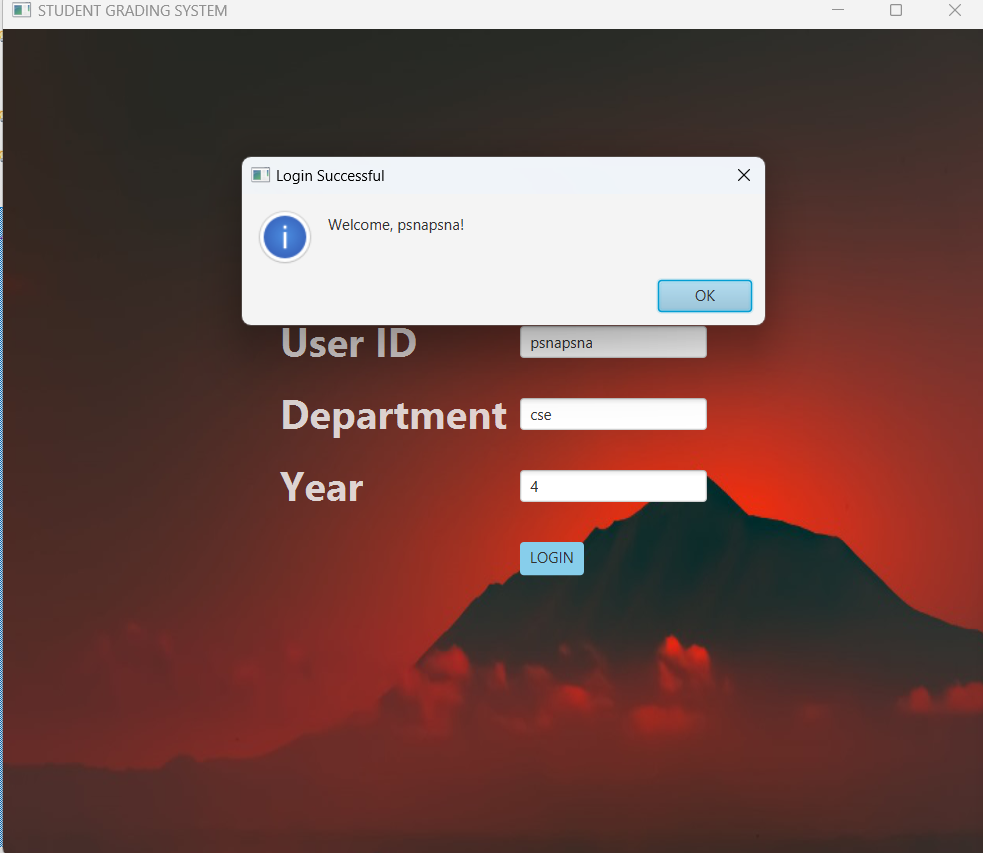 STUDENT GRADING SYSTEM
Login Successful
Welcome, psnapsna!
OK
User ID psnapsna
Department cse
Year 4
LOGIN